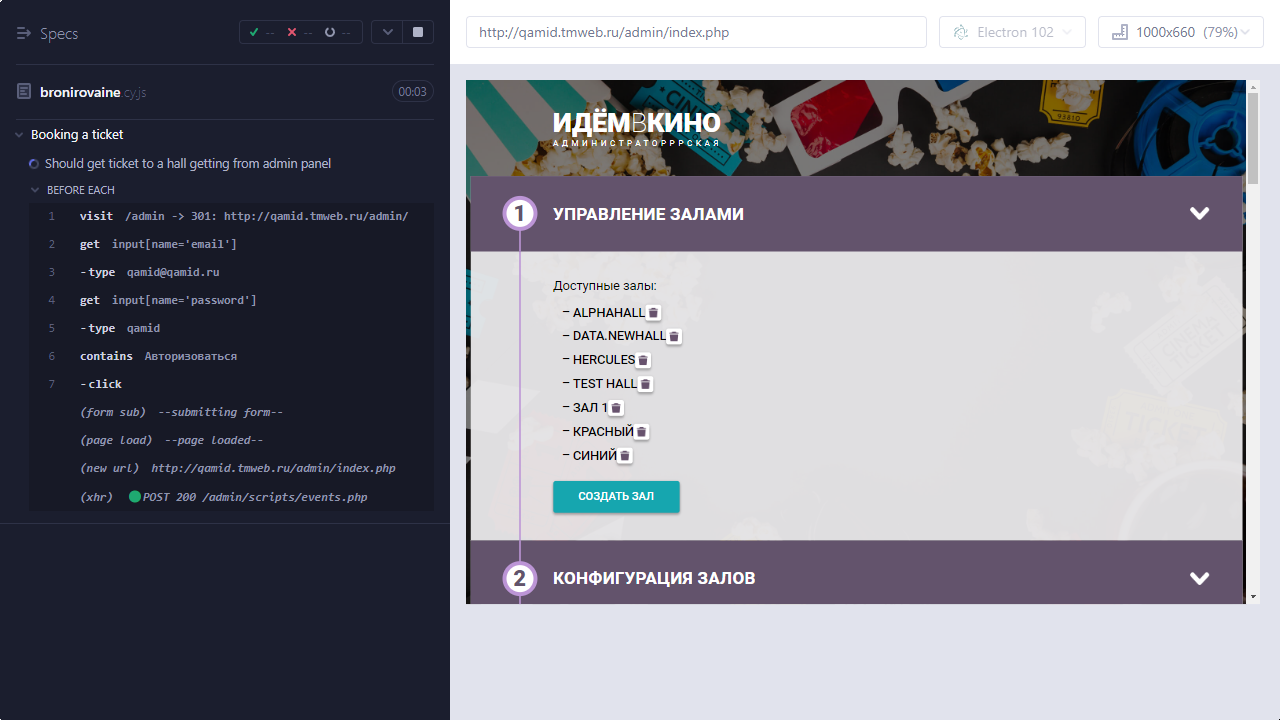 Specs
-- -- --
bronirovaine.cy.js 00:03
Booking a ticket
Should get ticket to a hall getting from admin panel
BEFORE EACH
1 visit /admin -> 301: http://qamid.tmweb.ru/admin/
2 get input[name='email']
3 -type qamid@qamid.ru
4 get input[name='password']
5 -type qamid
6 contains Авторизоваться
7 -click
(form sub) --submitting form--
(page load) --page loaded--
(new url) http://qamid.tmweb.ru/admin/index.php
(xhr) POST 200 /admin/scripts/events.php
http://qamid.tmweb.ru/admin/index.php
Electron 102
1000x660 (79%)
ИДЁМВКИНО
АДМИНИСТРАТОРРРСКАЯ
CINEMA
93810
1 УПРАВЛЕНИЕ ЗАЛАМИ
Доступные залы:
– ALPHAHALL
– DATA.NEWHALL
– HERCULES
– TEST HALL
– ЗАЛ 1
– КРАСНЫЙ
– СИНИЙ
СОЗДАТЬ ЗАЛ
2 КОНФИГУРАЦИЯ ЗАЛОВ